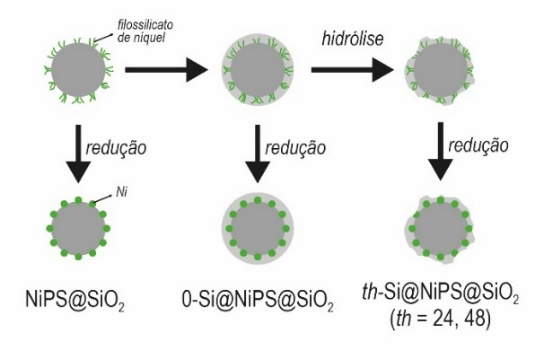 filossilicato
de níquel
hidrólise
redução
redução
redução
Ni
NiPS@SiO₂
0-Si@NiPS@SiO₂
th-Si@NiPS@SiO₂
(th = 24, 48)